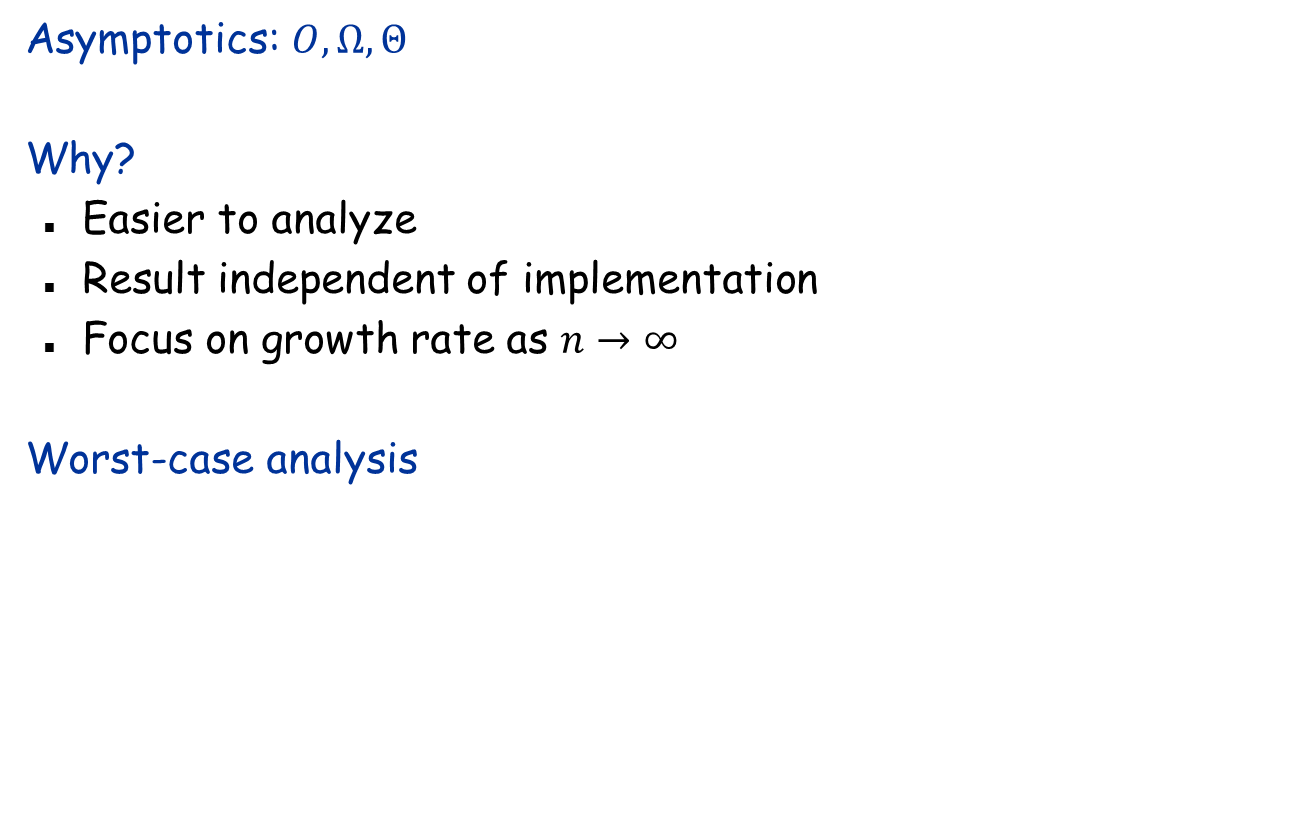 Asymptotics: O, Ω, Θ
Why?
▪ Easier to analyze
▪ Result independent of implementation
▪ Focus on growth rate as n → ∞
Worst-case analysis